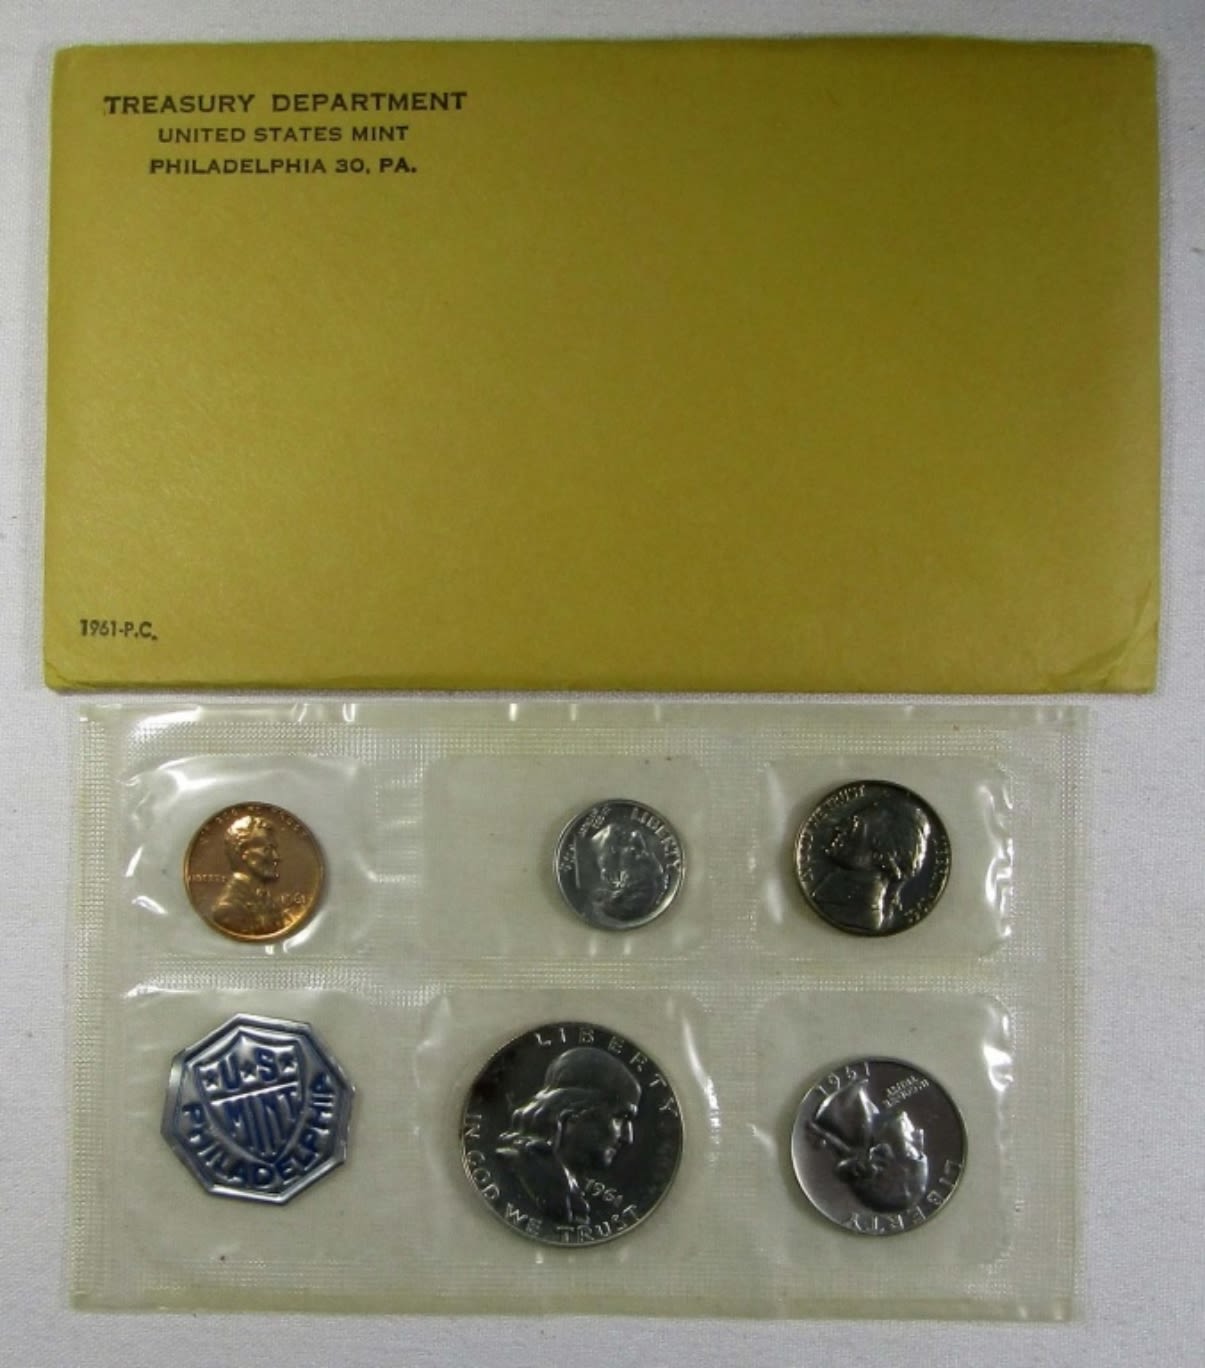 TREASURY DEPARTMENT
UNITED STATES MINT
PHILADELPHIA 30, PA.
1961-P.C.
LIBERTY 1961
LIBERTY
U·S·
MINT
PHILADELPHIA
LIBERTY
IN GOD WE TRUST
1961
1961
LIBERTY